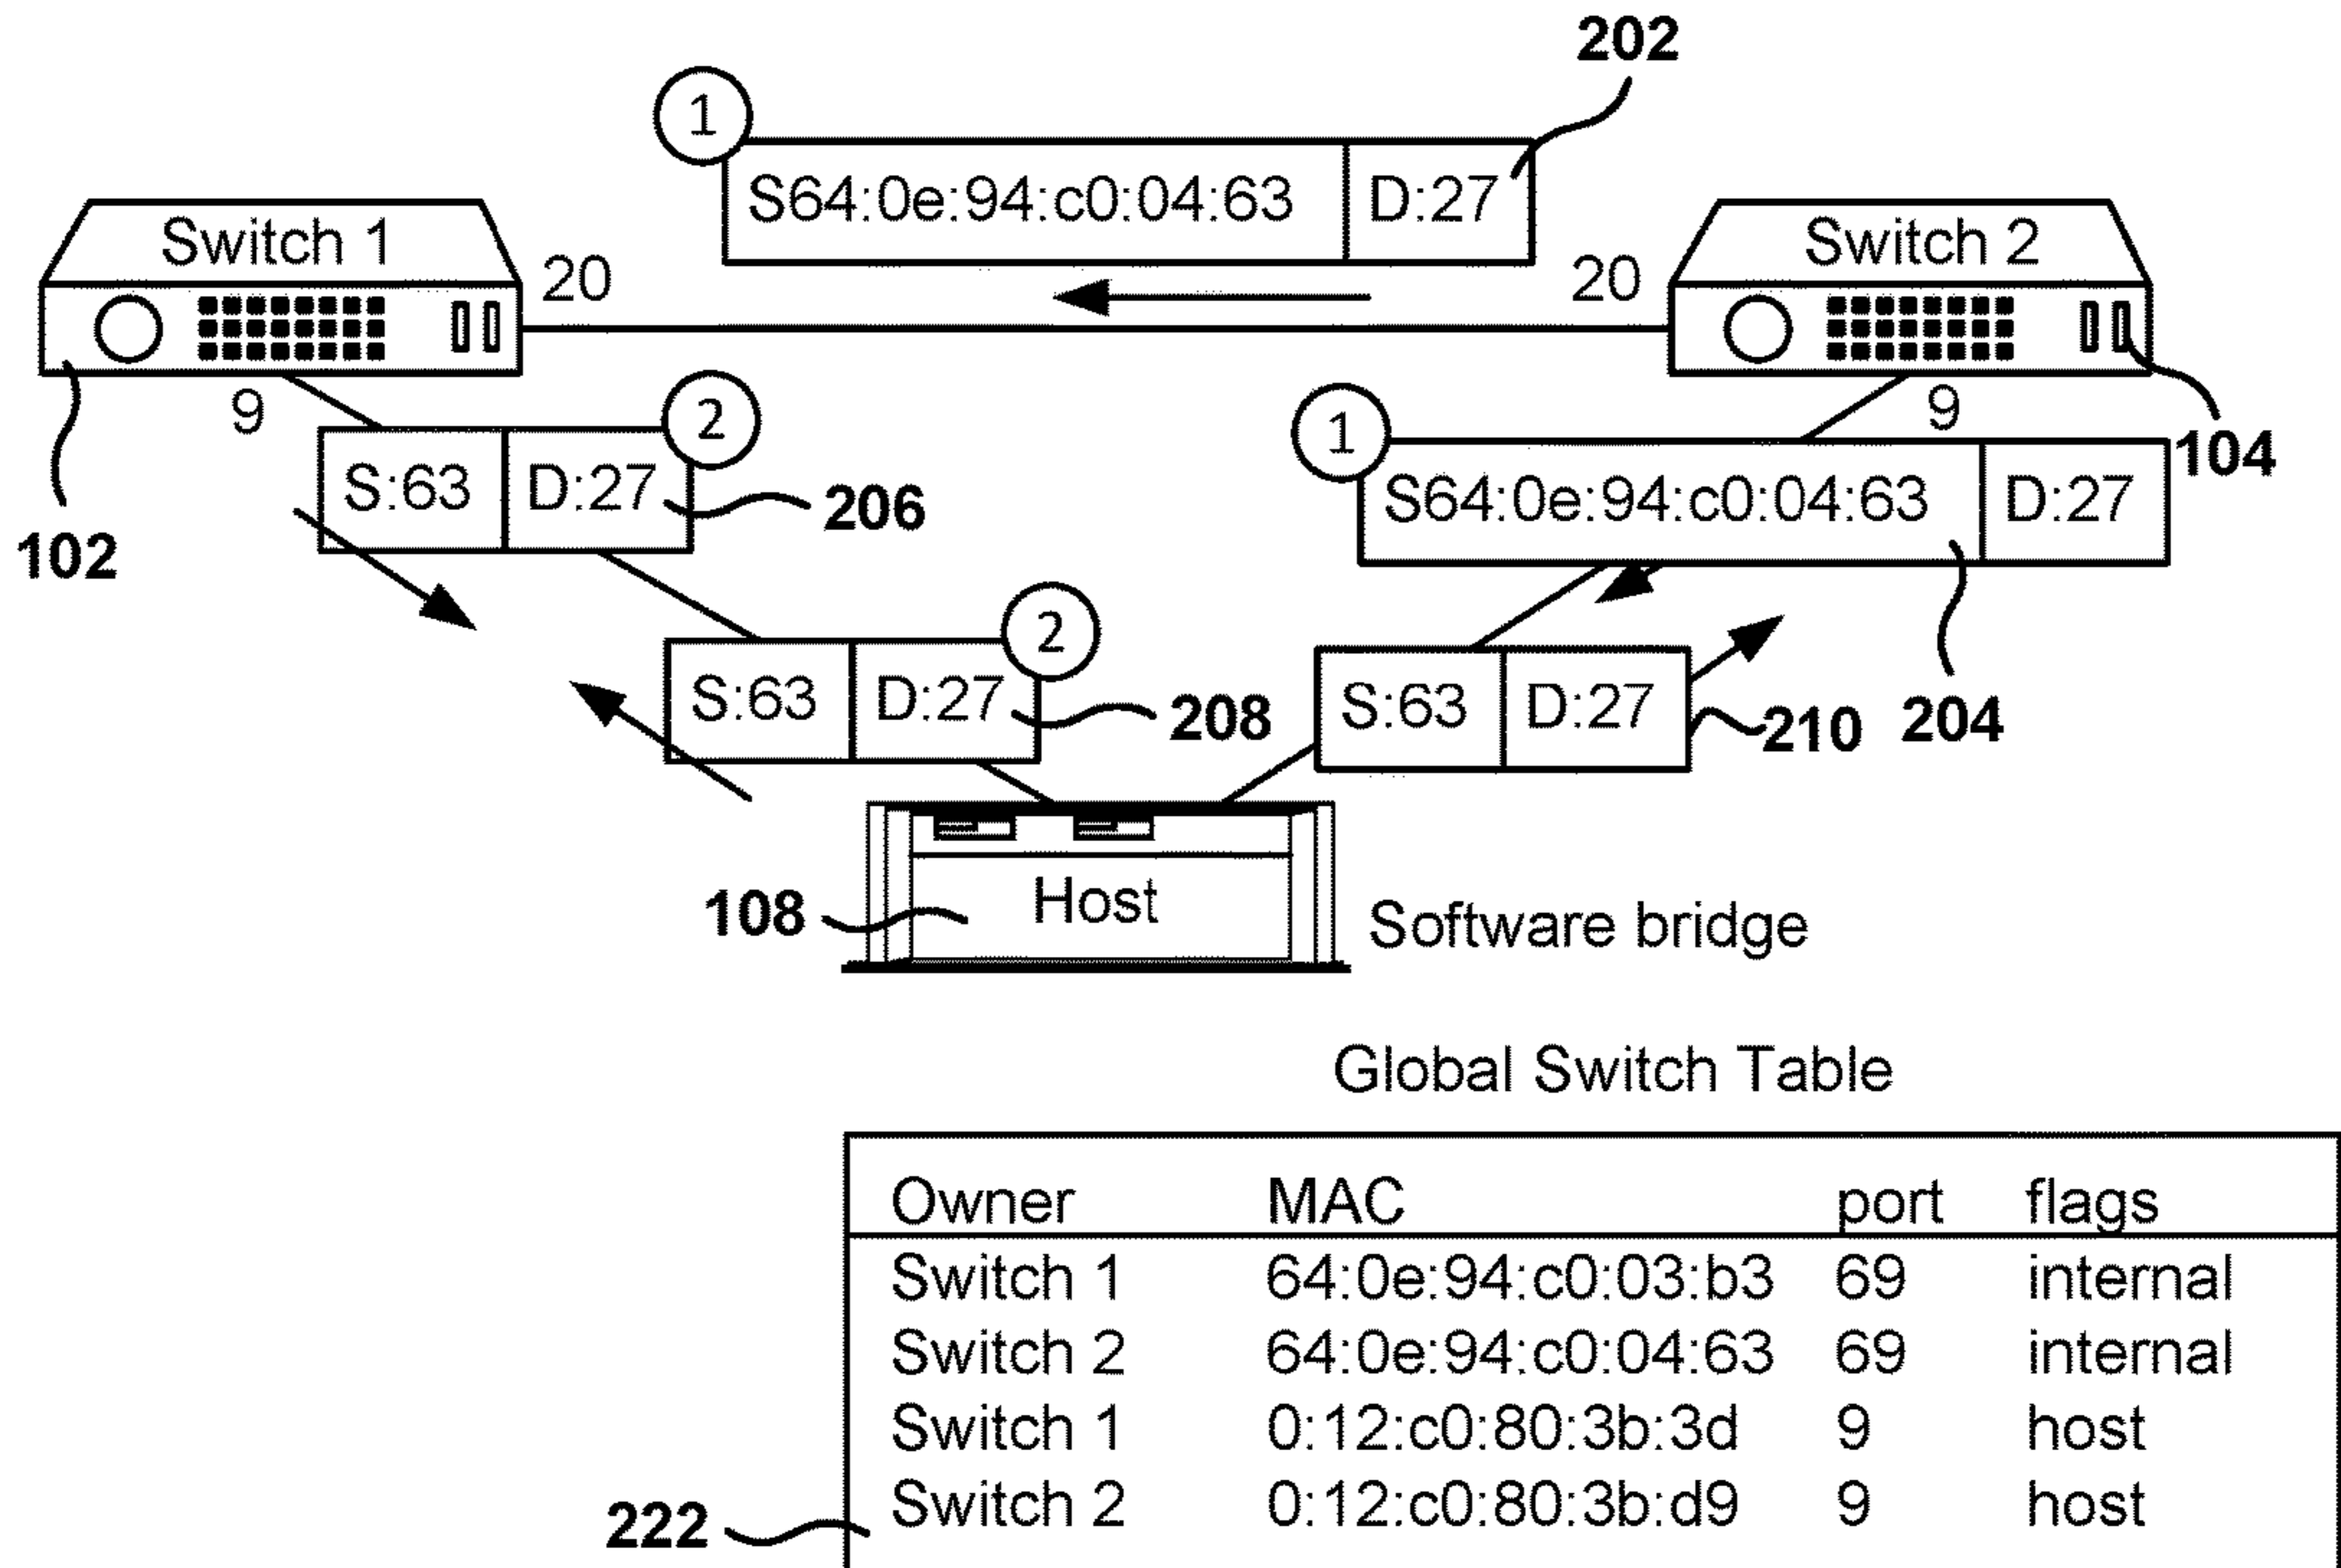 202
1
S64:0e:94:c0:04:63 D:27
Switch 1
Switch 2
20
20
9
9
2
1
104
S:63 D:27
206
S64:0e:94:c0:04:63 D:27
102
2
S:63 D:27
208
S:63 D:27
210
204
108
Host
Software bridge
Global Switch Table
Owner MAC port flags
Switch 1 64:0e:94:c0:03:b3 69 internal
Switch 2 64:0e:94:c0:04:63 69 internal
Switch 1 0:12:c0:80:3b:3d 9 host
Switch 2 0:12:c0:80:3b:d9 9 host
222